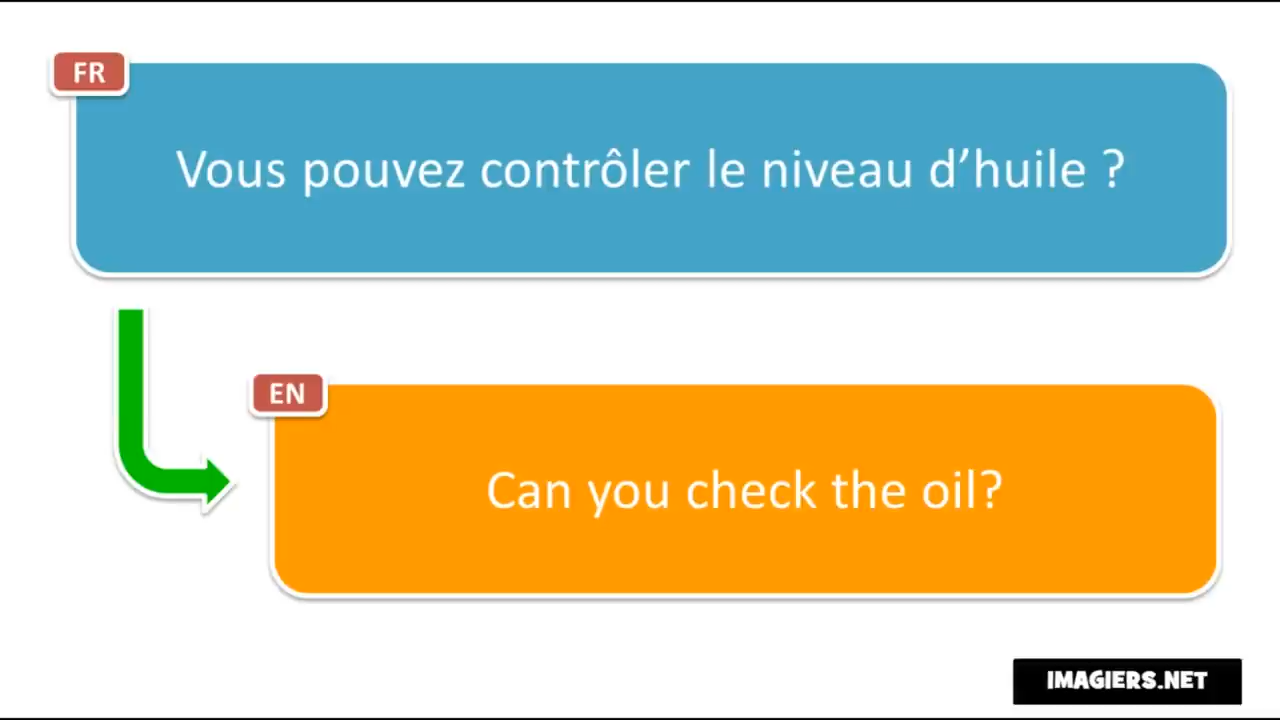 FR
Vous pouvez contrôler le niveau d’huile ?
EN
Can you check the oil?
IMAGIERS.NET